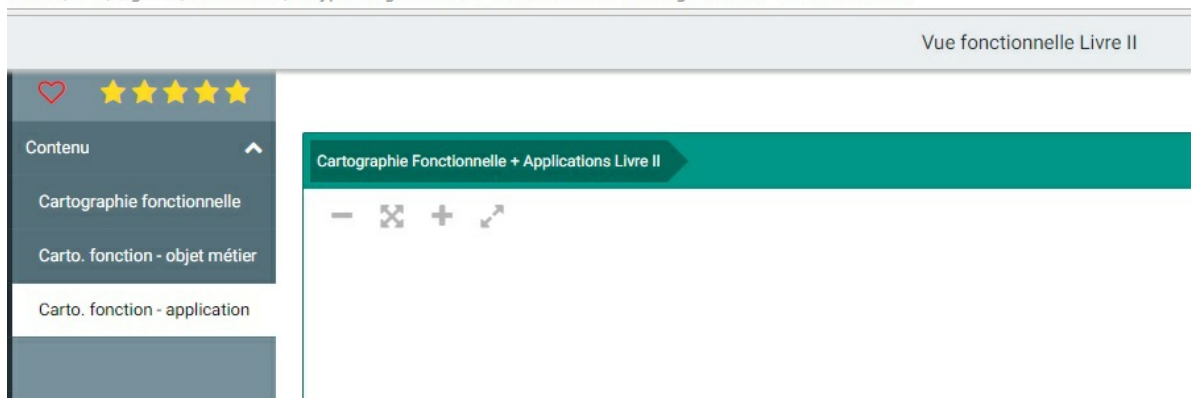 Vue fonctionnelle Livre II
Contenu
Cartographie fonctionnelle
Carto. fonction - objet métier
Carto. fonction - application
Cartographie Fonctionnelle + Applications Livre II